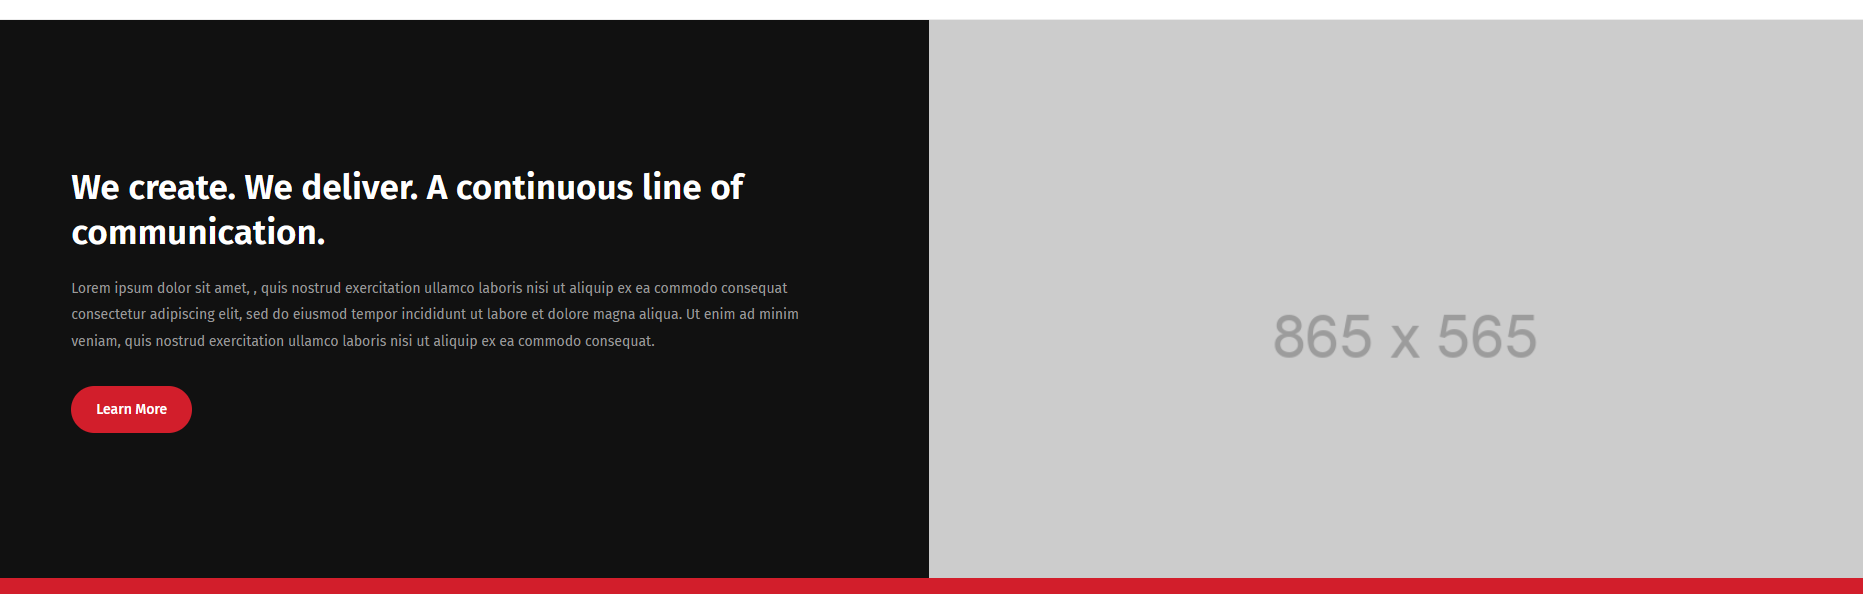 We create. We deliver. A continuous line of
communication.
Lorem ipsum dolor sit amet, , quis nostrud exercitation ullamco laboris nisi ut aliquip ex ea commodo consequat
consectetur adipiscing elit, sed do eiusmod tempor incididunt ut labore et dolore magna aliqua. Ut enim ad minim
veniam, quis nostrud exercitation ullamco laboris nisi ut aliquip ex ea commodo consequat.
Learn More
865 x 565